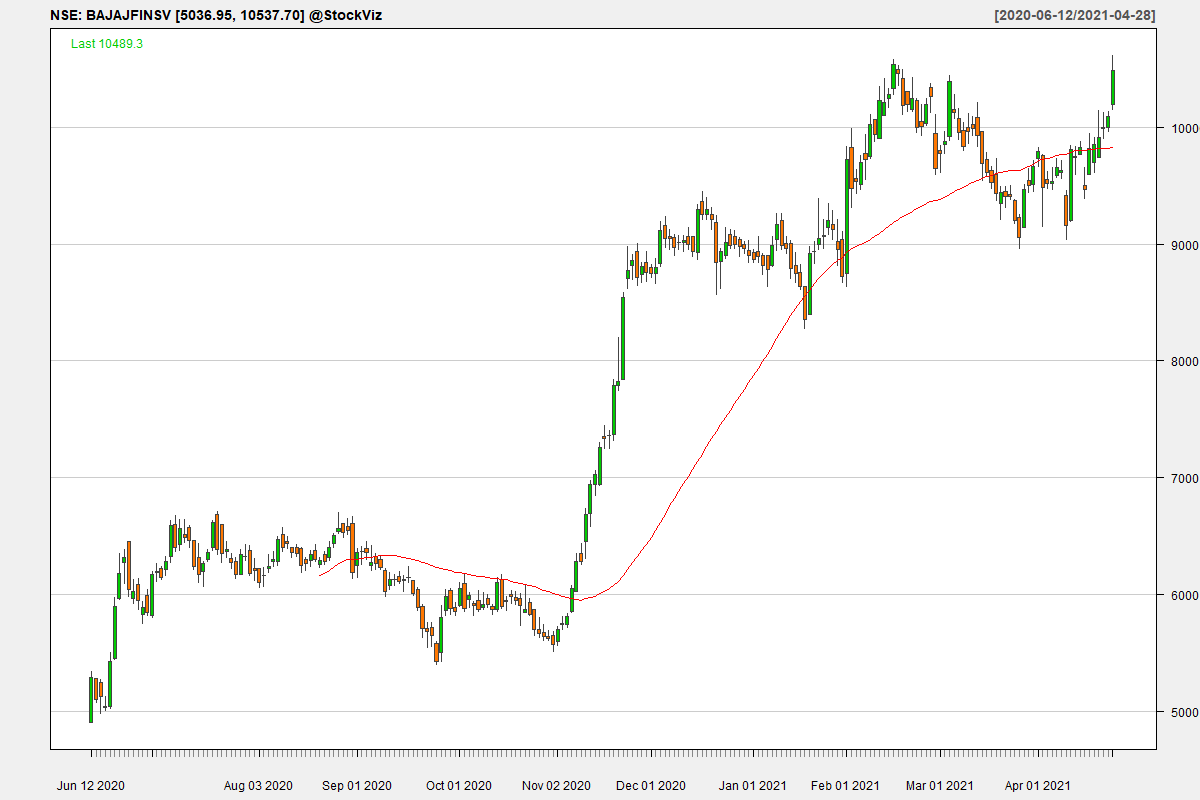 NSE: BAJAJFINSV [5036.95, 10537.70] @StockViz
[2020-06-12/2021-04-28]
Last 10489.3
1000
9000
8000
7000
6000
5000
Jun 12 2020
Aug 03 2020
Sep 01 2020
Oct 01 2020
Nov 02 2020
Dec 01 2020
Jan 01 2021
Feb 01 2021
Mar 01 2021
Apr 01 2021